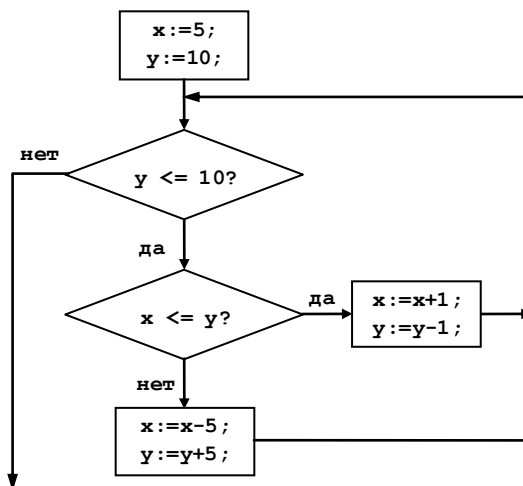 x:=5;
y:=10;
нет
y <= 10?
да
x <= y?
да
x:=x+1;
y:=y-1;
нет
x:=x-5;
y:=y+5;